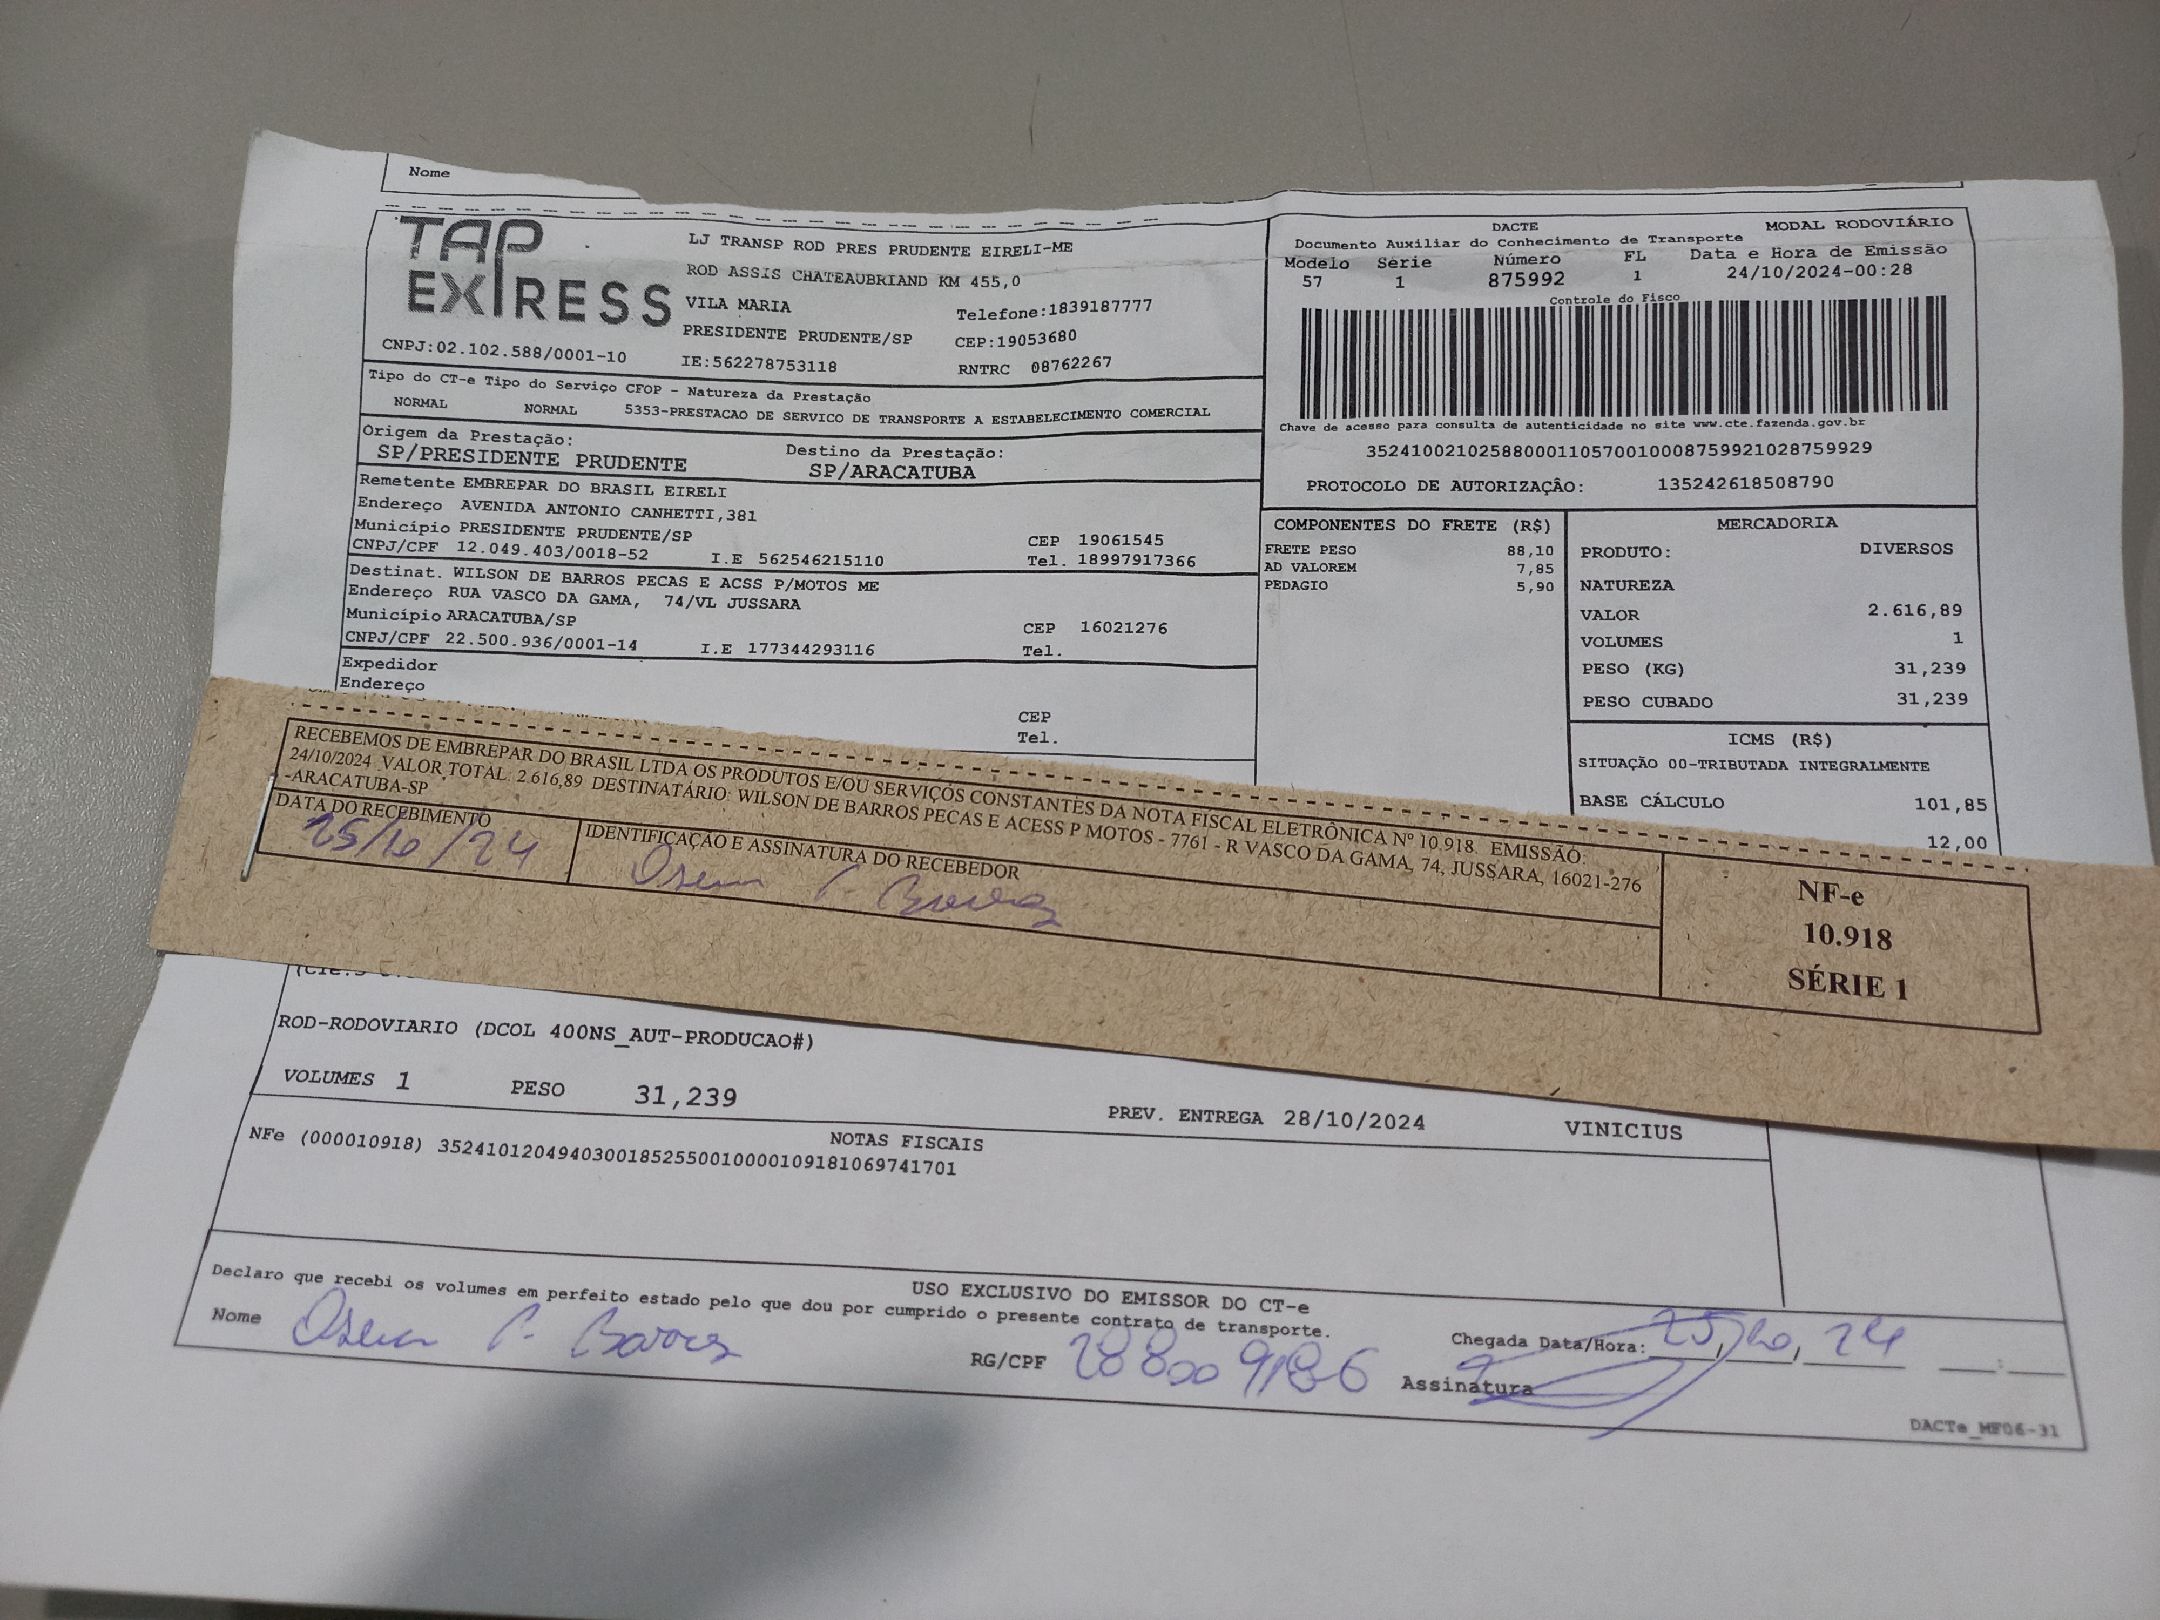 Nome
TAP EXPRESS
LJ TRANSP ROD PRES PRUDENTE EIRELI-ME
ROD ASSIS CHATEAUBRIAND KM 455,0
VILA MARIA Telefone:1839187777
PRESIDENTE PRUDENTE/SP CEP:19053680
CNPJ:02.102.588/0001-10 IE:562278753118 RNTRC 08762267
DACTE MODAL RODOVIÁRIO
Documento Auxiliar do Conhecimento de Transporte
Modelo Série Número FL Data e Hora de Emissão
57 1 875992 1 24/10/2024-00:28
Controle do Fisco
Chave de acesso para consulta de autenticidade no site www.cte.fazenda.gov.br
35241002102588000110570010008759921028759929
PROTOCOLO DE AUTORIZAÇÃO: 135242618508790
Tipo do CT-e Tipo do Serviço CFOP - Natureza da Prestação
NORMAL NORMAL 5353-PRESTACAO DE SERVICO DE TRANSPORTE A ESTABELECIMENTO COMERCIAL
Origem da Prestação: Destino da Prestação:
SP/PRESIDENTE PRUDENTE SP/ARACATUBA
Remetente EMBREPAR DO BRASIL EIRELI
Endereço AVENIDA ANTONIO CANHETTI,381
Município PRESIDENTE PRUDENTE/SP CEP 19061545
CNPJ/CPF 12.049.403/0018-52 I.E 562546215110 Tel. 18997917366
Destinat. WILSON DE BARROS PECAS E ACSS P/MOTOS ME
Endereço RUA VASCO DA GAMA, 74/VL JUSSARA
Município ARACATUBA/SP CEP 16021276
CNPJ/CPF 22.500.936/0001-14 I.E 177344293116 Tel.
Expedidor
Endereço
CEP
Tel.
COMPONENTES DO FRETE (R$)
FRETE PESO 88,10
AD VALOREM 7,85
PEDAGIO 5,90
MERCADORIA
PRODUTO: DIVERSOS
NATUREZA
VALOR 2.616,89
VOLUMES 1
PESO (KG) 31,239
PESO CUBADO 31,239
ICMS (R$)
SITUAÇÃO 00-TRIBUTADA INTEGRALMENTE
BASE CÁLCULO 101,85
12,00
RECEBEMOS DE EMBREPAR DO BRASIL LTDA OS PRODUTOS E/OU SERVIÇOS CONSTANTES DA NOTA FISCAL ELETRÔNICA Nº 10.918. EMISSÃO:
24/10/2024 VALOR TOTAL: 2.616,89 DESTINATÁRIO: WILSON DE BARROS PECAS E ACESS P MOTOS - 7761 - R VASCO DA GAMA, 74, JUSSARA, 16021-276
-ARACATUBA-SP
DATA DO RECEBIMENTO IDENTIFICAÇÃO E ASSINATURA DO RECEBEDOR
25/10/24
NF-e
10.918
SÉRIE 1
ROD-RODOVIARIO (DCOL 400NS_AUT-PRODUCAO#)
VOLUMES 1 PESO 31,239 PREV. ENTREGA 28/10/2024 VINICIUS
NOTAS FISCAIS
NFe (000010918) 35241012049403001852550010000109181069741701
USO EXCLUSIVO DO EMISSOR DO CT-e
Declaro que recebi os volumes em perfeito estado pelo que dou por cumprido o presente contrato de transporte.
Nome RG/CPF Chegada Data/Hora: 25, 10, 24
Assinatura
DACTe_MF06-31